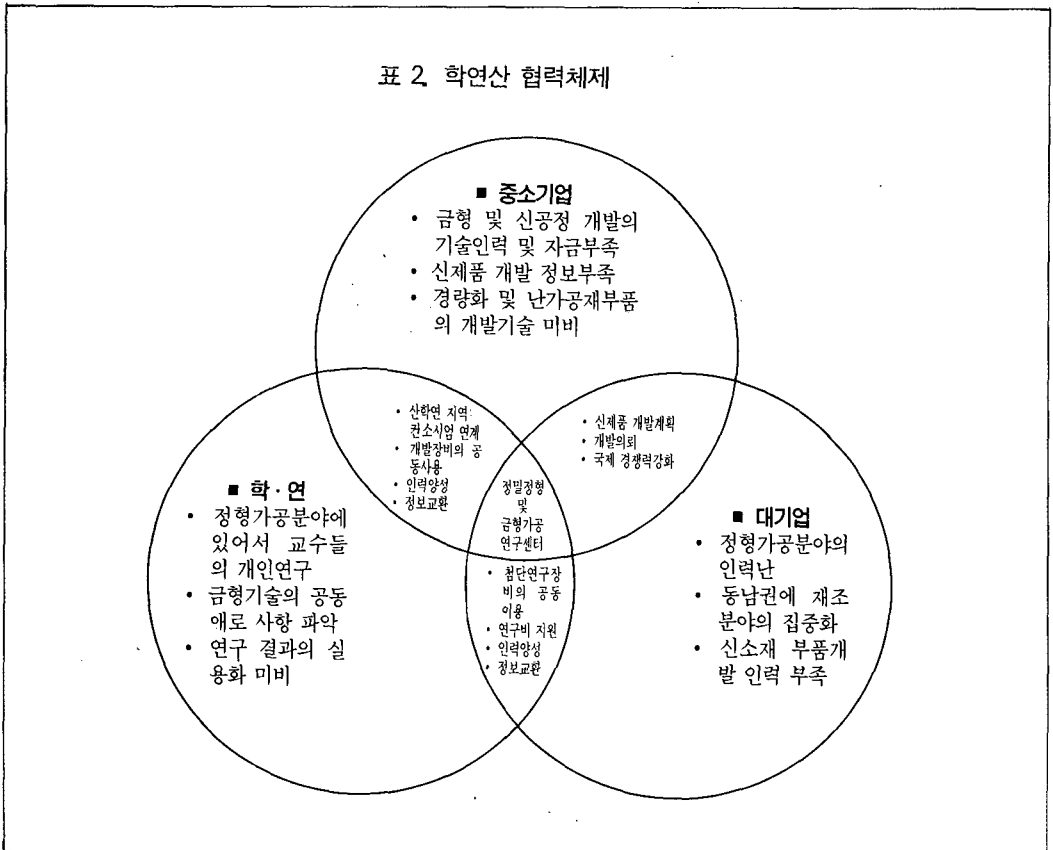 표 2. 학연산 협력체제
■ 중소기업
• 금형 및 신공정 개발의
기술인력 및 자금부족
• 신제품 개발 정보부족
• 경량화 및 난가공재부품
의 개발기술 미비
• 산학연 지역
컨소시엄 연계
• 개발장비의 공
동사용
• 인력양성
• 정보교환
• 신제품 개발계획
• 개발의뢰
• 국제 경쟁력강화
정밀정형
및
금형가공
연구센터
■ 학·연
• 정형가공분야에
있어서 교수들
의 개인연구
• 금형기술의 공동
애로 사항 파악
• 연구 결과의 실
용화 미비
• 첨단연구장
비의 공동
이용
• 연구비 지원
• 인력양성
• 정보교환
■ 대기업
• 정형가공분야의
인력난
• 동남권에 재조
분야의 집중화
• 신소재 부품개
발 인력 부족